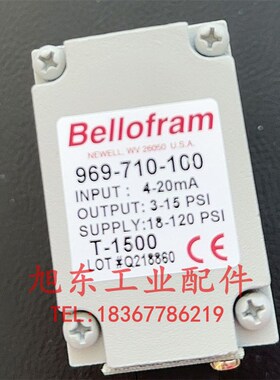 Bellofram
NEWELL, WV 26050 U.S.A.
969-710-100
INPUT: 4-20mA
OUTPUT: 3-15 PSI
SUPPLY: 18-120 PSI
T-1500
LOT #Q218860
CE
旭东工业配件
TEL.18367786219